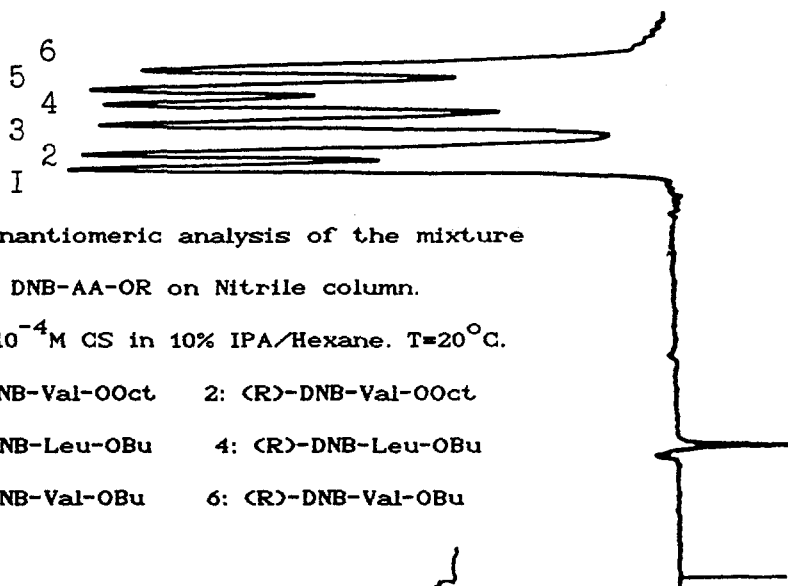 6
5
4
3
2
I
nantiomeric analysis of the mixture
DNB-AA-OR on Nitrile column.
10⁻⁴M CS in 10% IPA/Hexane. T=20°C.
NB-Val-OOct 2: (R)-DNB-Val-OOct
NB-Leu-OBu 4: (R)-DNB-Leu-OBu
NB-Val-OBu 6: (R)-DNB-Val-OBu